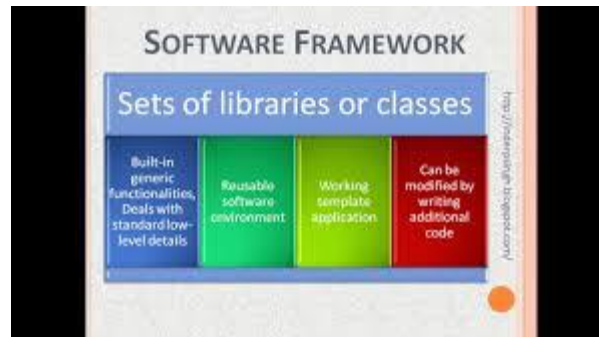 SOFTWARE FRAMEWORK
Sets of libraries or classes
Built-in
generic
functionalities,
Deals with
standard low-
level details
Reusable
software
environment
Working
template
application
Can be
modified by
writing
additional
code